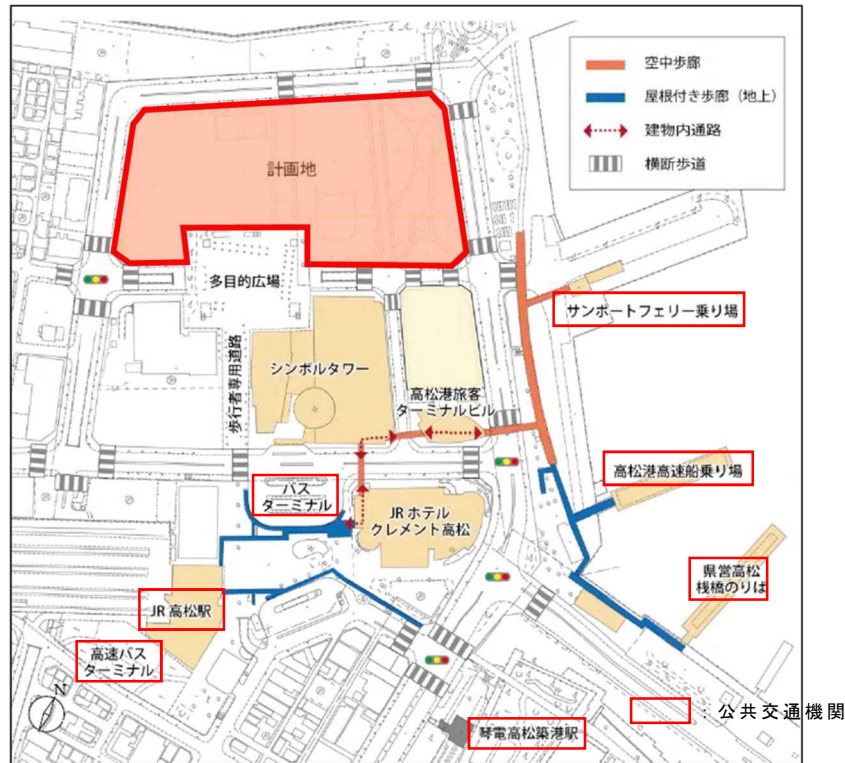 空中歩廊
屋根付き歩廊（地上）
建物内通路
横断歩道
計画地
多目的広場
サンポートフェリー乗り場
シンボルタワー
歩行者専用道路
高松港旅客
ターミナルビル
高松港高速船乗り場
バス
ターミナル
JRホテル
クレメント高松
県営高松
桟橋のりば
JR 高松駅
高速バス
ターミナル
N
：公共交通機関
琴電高松築港駅